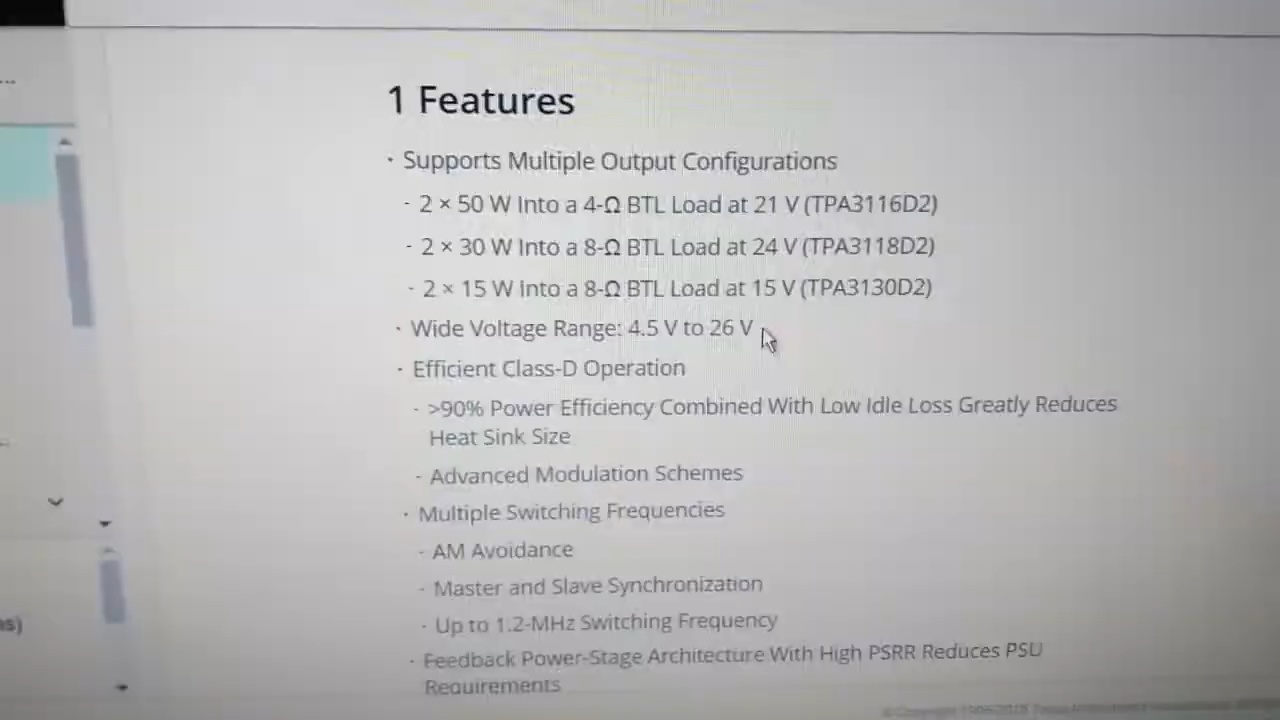 1 Features
· Supports Multiple Output Configurations
- 2 × 50 W Into a 4-Ω BTL Load at 21 V (TPA3116D2)
- 2 × 30 W Into a 8-Ω BTL Load at 24 V (TPA3118D2)
- 2 × 15 W Into a 8-Ω BTL Load at 15 V (TPA3130D2)
· Wide Voltage Range: 4.5 V to 26 V
· Efficient Class-D Operation
- >90% Power Efficiency Combined With Low Idle Loss Greatly Reduces
Heat Sink Size
- Advanced Modulation Schemes
· Multiple Switching Frequencies
- AM Avoidance
- Master and Slave Synchronization
- Up to 1.2-MHz Switching Frequency
· Feedback Power-Stage Architecture With High PSRR Reduces PSU
Requirements